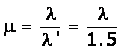 μ = λ/λ' = λ/1.5